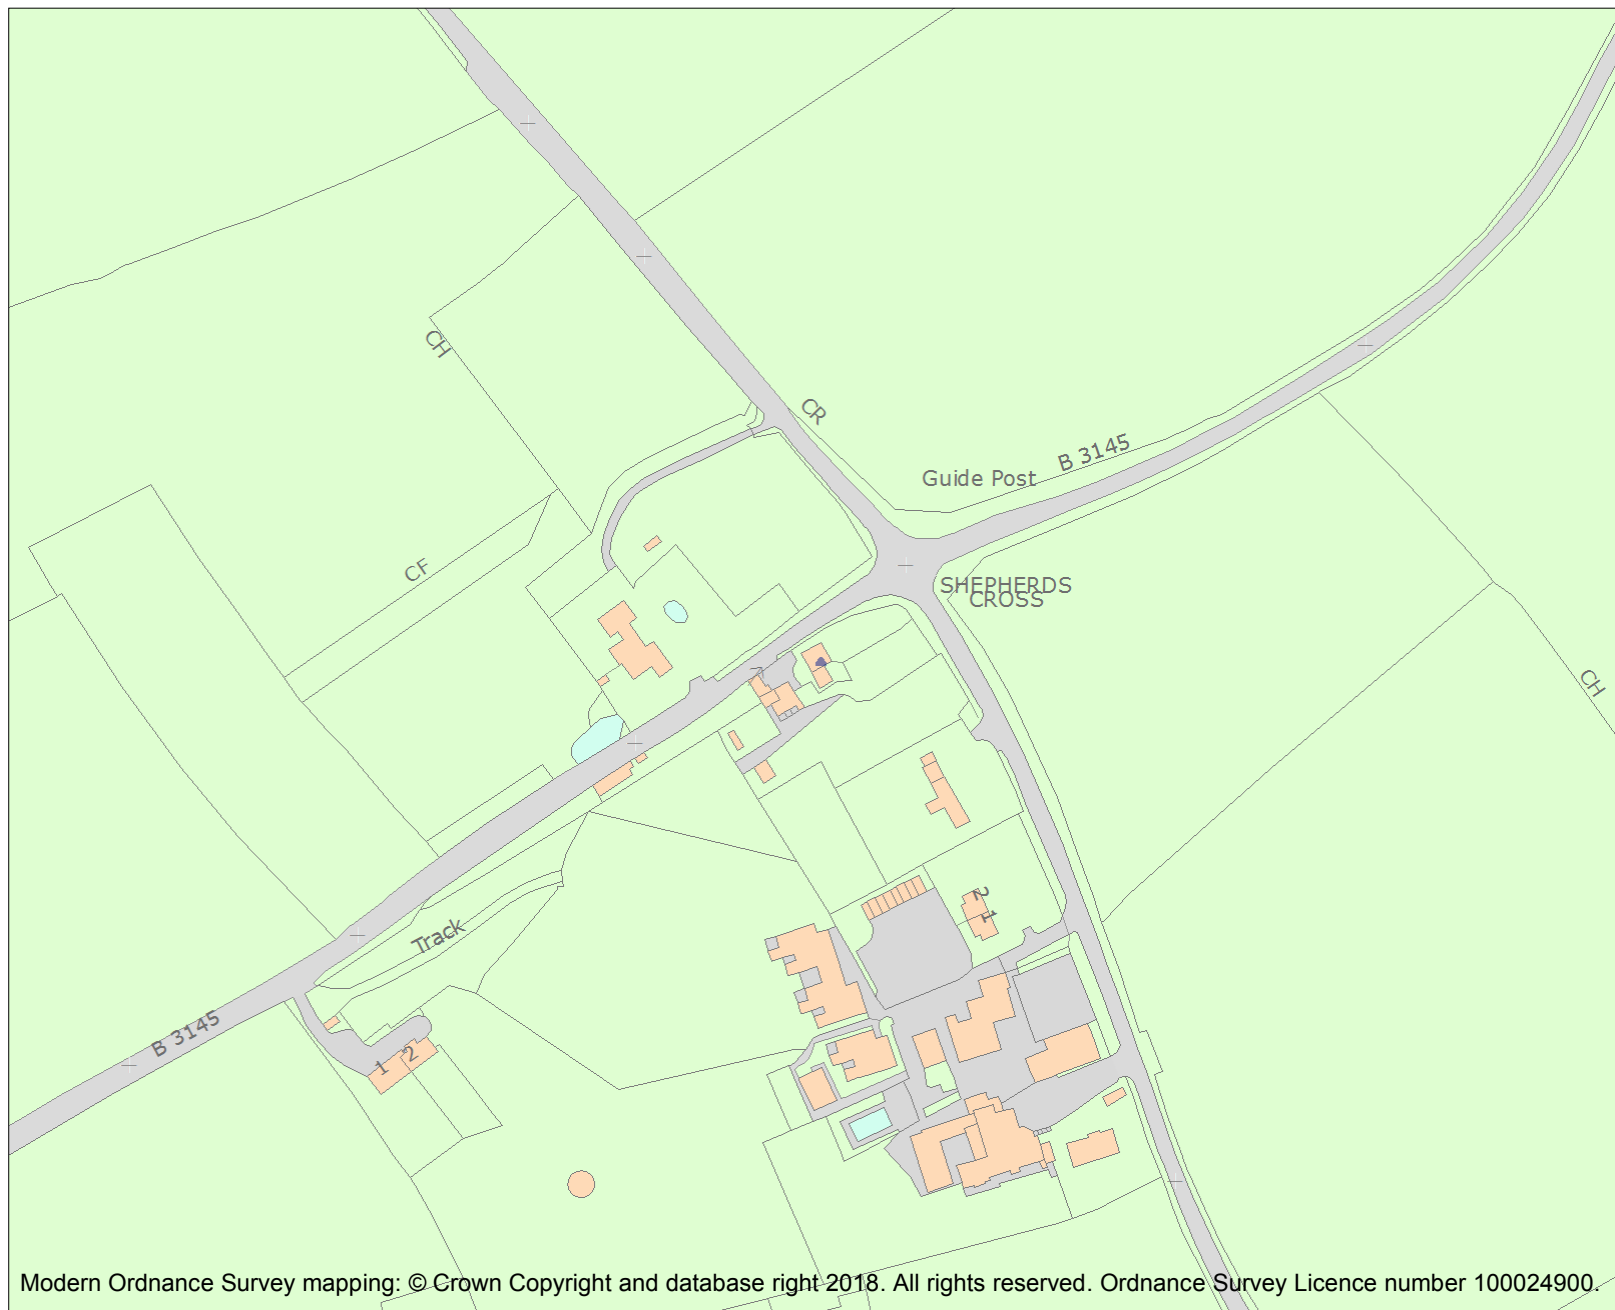 CH
CR
B 3145
Guide Post
CF
SHEPHERDS
CROSS
CH
2
1
Track
B 3145
1
2
Modern Ordnance Survey mapping: © Crown Copyright and database right 2018. All rights reserved. Ordnance Survey Licence number 100024900.